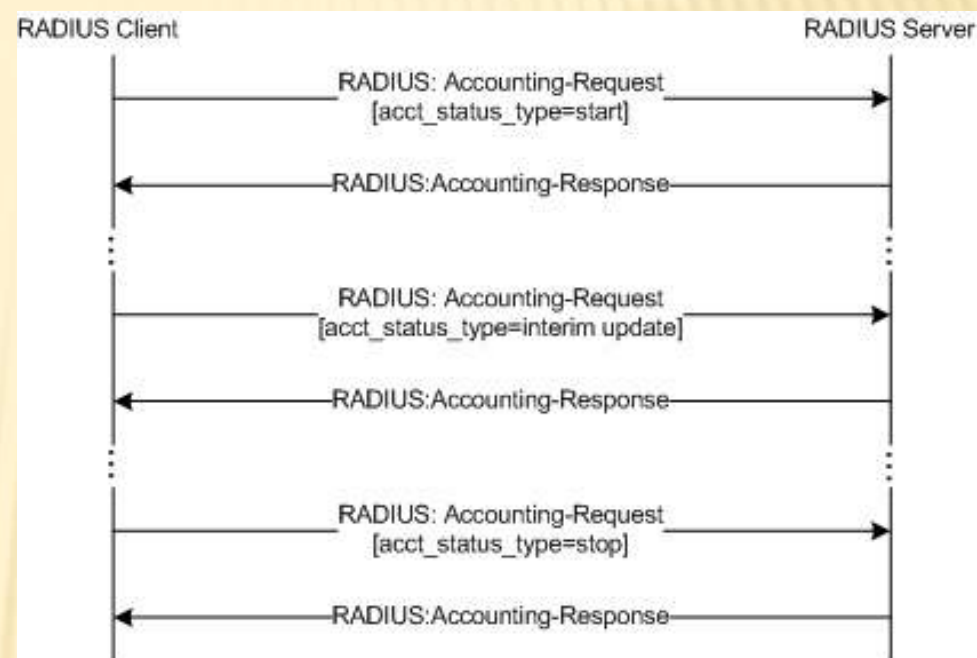 RADIUS Client
RADIUS Server
RADIUS: Accounting-Request
[acct_status_type=start]
RADIUS:Accounting-Response
RADIUS: Accounting-Request
[acct_status_type=interim update]
RADIUS:Accounting-Response
RADIUS: Accounting-Request
[acct_status_type=stop]
RADIUS:Accounting-Response